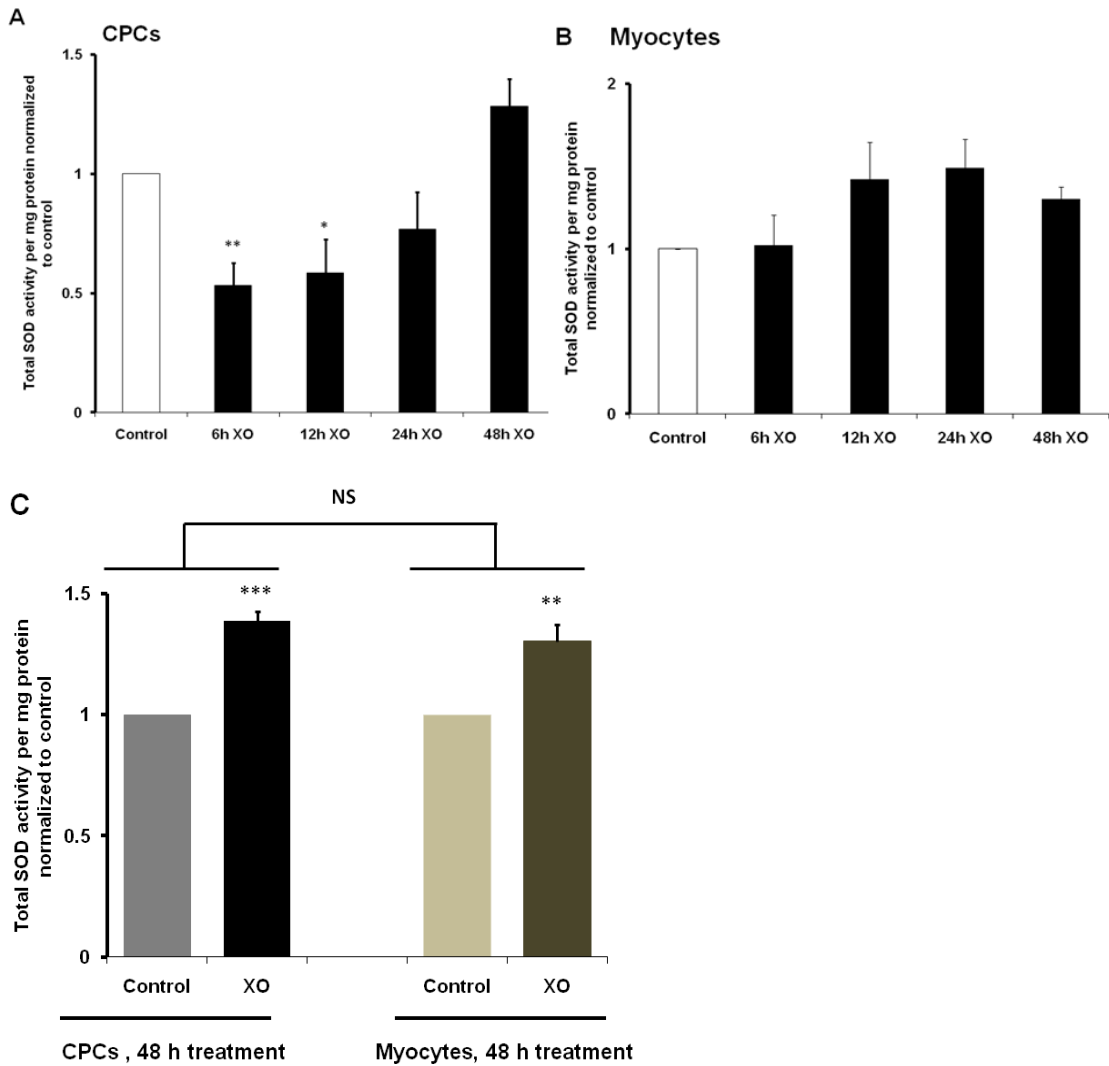 A
CPCs
Total SOD activity per mg protein normalized
to control
1.5
1
0.5
0
**
*
Control 6h XO 12h XO 24h XO 48h XO
B Myocytes
Total SOD activity per mg protein
normalized to control
2
1
0
Control 6h XO 12h XO 24h XO 48h XO
C
NS
Total SOD activity per mg protein
normalized to control
1.5
1
0.5
0
***
**
Control XO Control XO
CPCs , 48 h treatment Myocytes, 48 h treatment